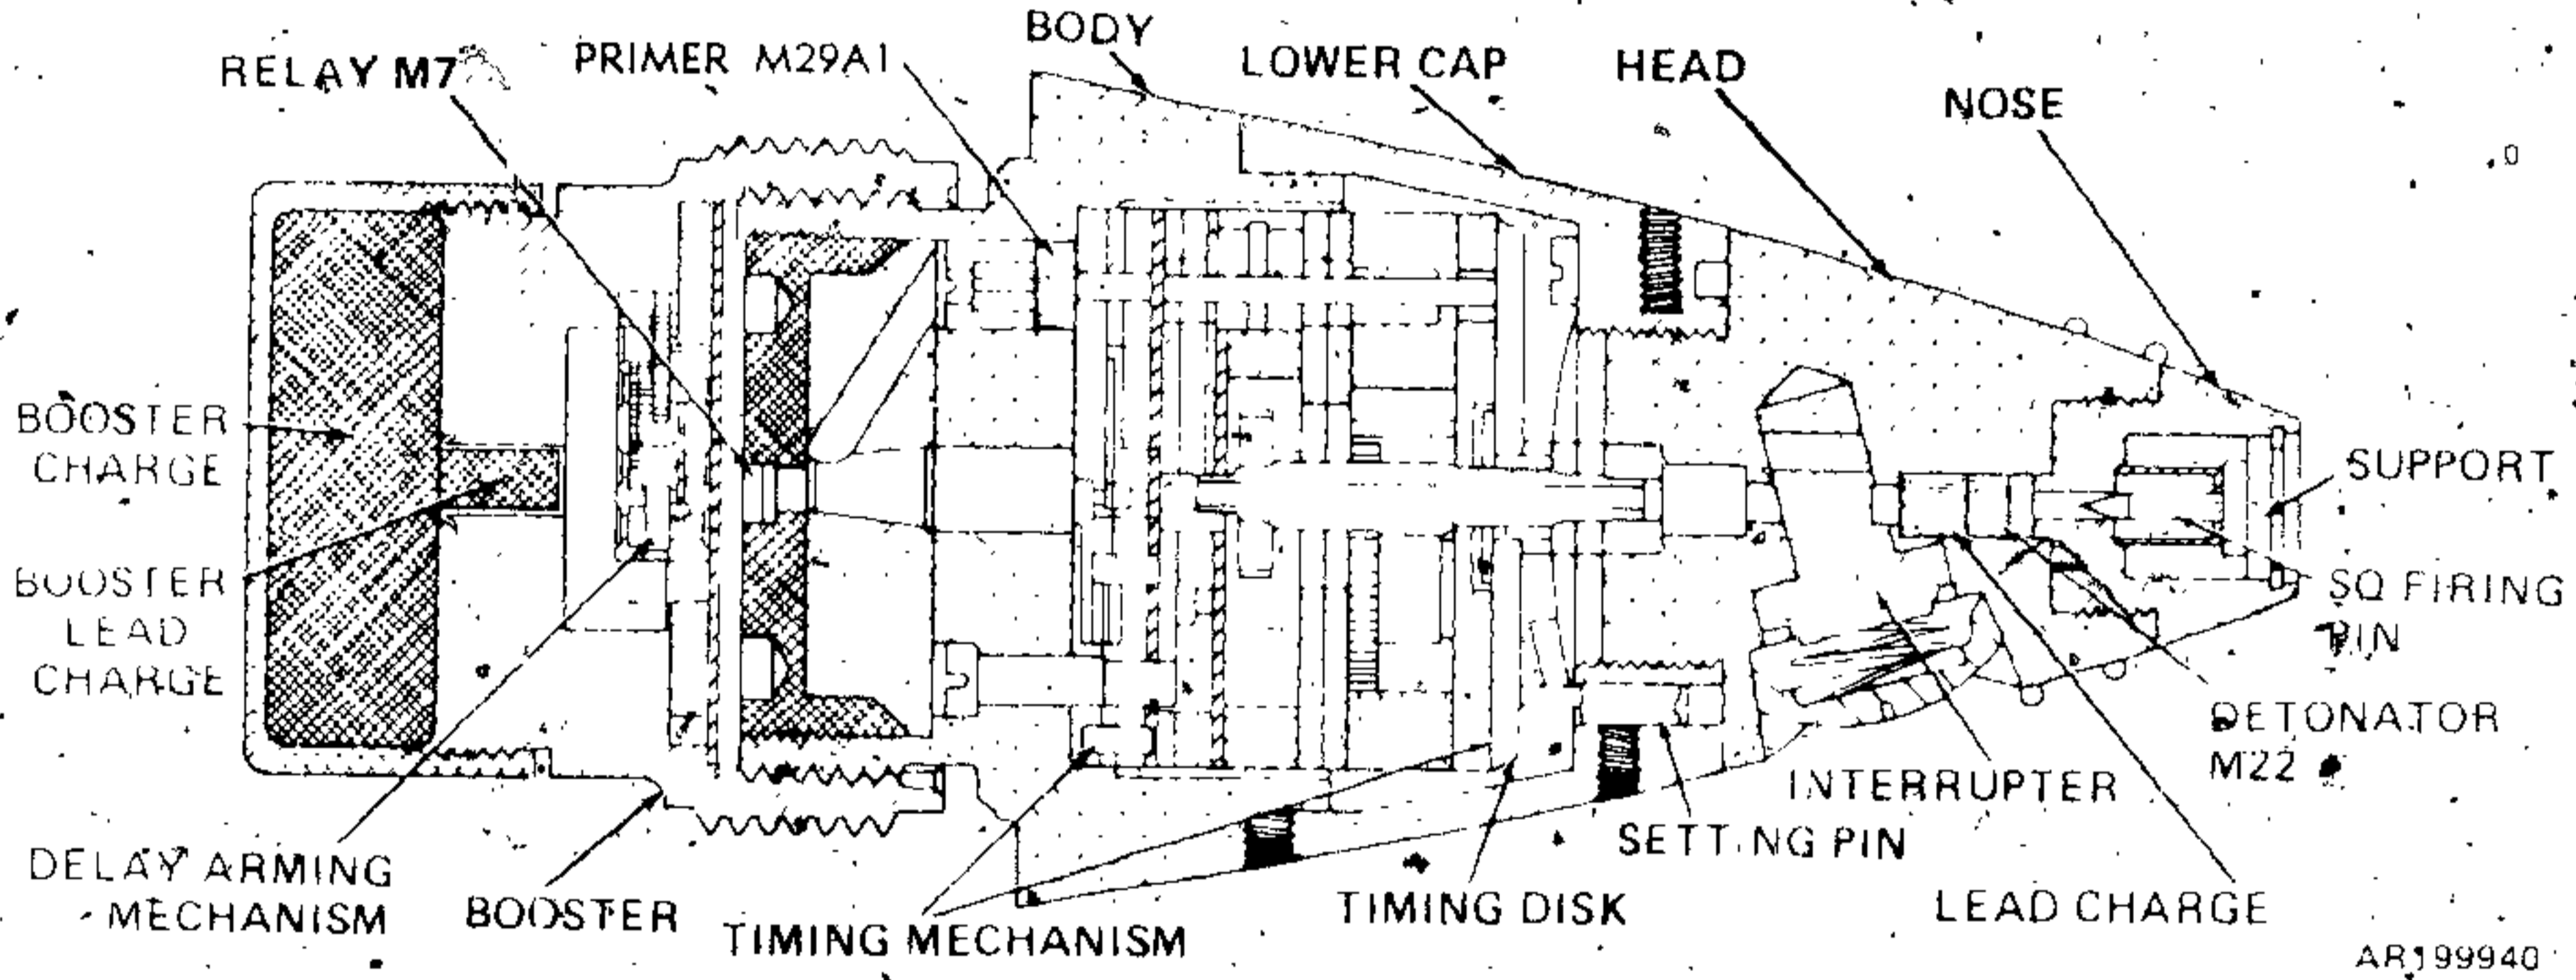 BODY
RELAY M7
PRIMER M29A1
LOWER CAP
HEAD
NOSE
BOOSTER
CHARGE
SUPPORT
BOOSTER
LEAD
CHARGE
SQ FIRING
PIN
DETONATOR
M22
INTERRUPTER
SETTING PIN
DELAY ARMING
MECHANISM
BOOSTER
TIMING MECHANISM
TIMING DISK
LEAD CHARGE
AR199940